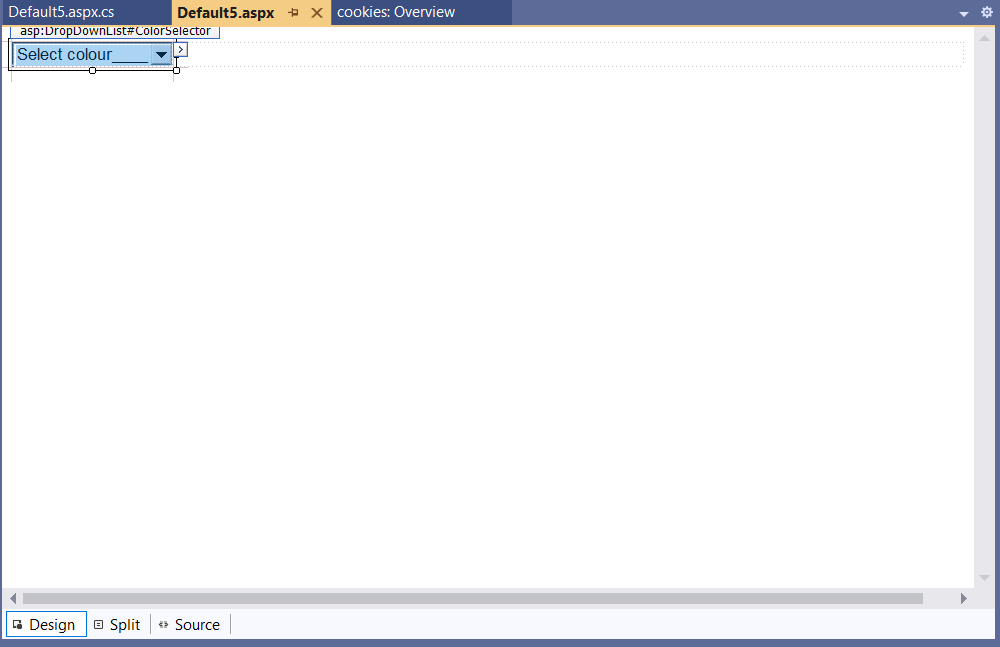 Default5.aspx.cs Default5.aspx cookies: Overview
asp:DropDownList#ColorSelector
Select colour____
Design Split Source